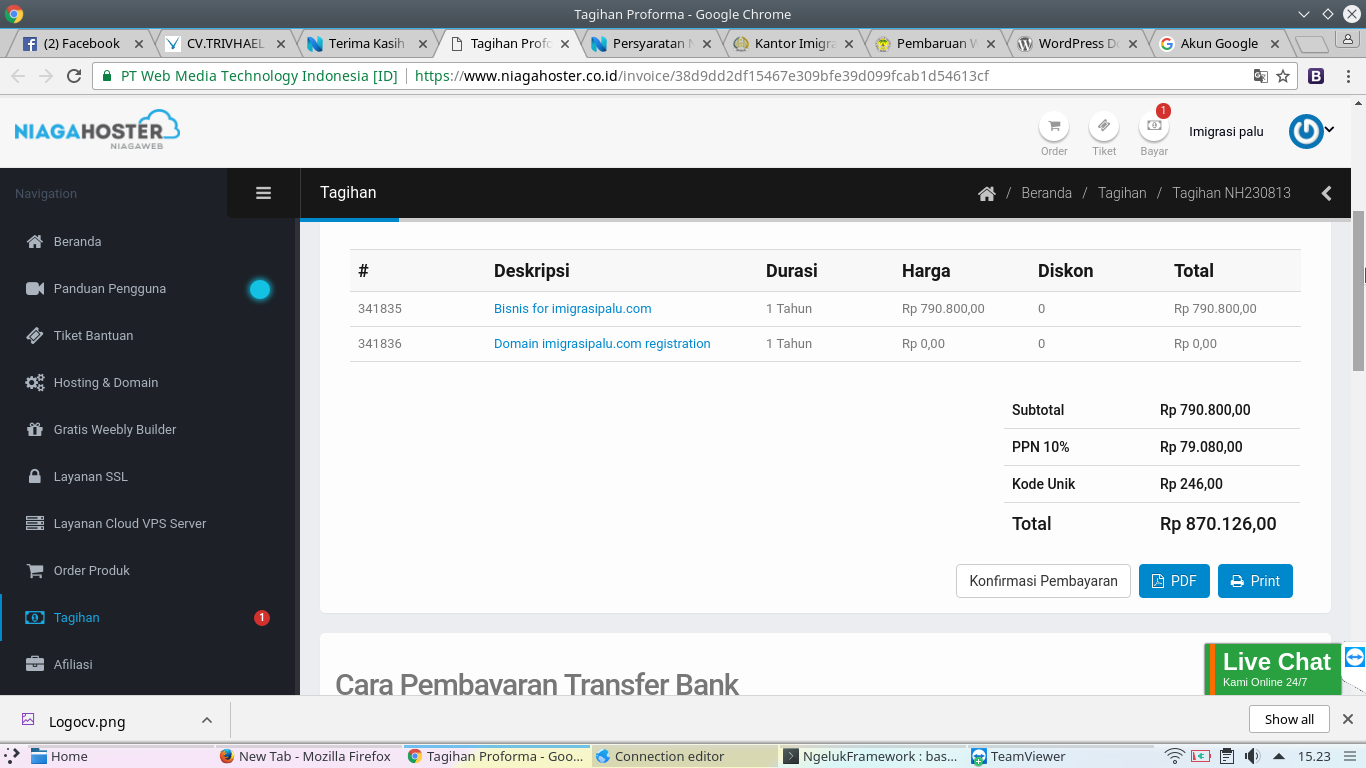 Tagihan Proforma - Google Chrome
(2) Facebook
CV.TRIVHAEL
Terima Kasih
Tagihan Profo
Persyaratan
Kantor Imigra
Pembaruan
WordPress D
Akun Google
PT Web Media Technology Indonesia [ID] https://www.niagahoster.co.id/invoice/38d9dd2df15467e309bfe39d099fcab1d54613cf
NIAGAHOSTER
NIAGAWEB
1
Order
Tiket
Bayar
Imigrasi palu
Navigation
Tagihan
/ Beranda / Tagihan / Tagihan NH230813
Beranda
Panduan Pengguna
Tiket Bantuan
Hosting & Domain
Gratis Weebly Builder
Layanan SSL
Layanan Cloud VPS Server
Order Produk
Tagihan 1
Afiliasi
# Deskripsi Durasi Harga Diskon Total
341835 Bisnis for imigrasipalu.com 1 Tahun Rp 790.800,00 0 Rp 790.800,00
341836 Domain imigrasipalu.com registration 1 Tahun Rp 0,00 0 Rp 0,00
Subtotal Rp 790.800,00
PPN 10% Rp 79.080,00
Kode Unik Rp 246,00
Total Rp 870.126,00
Konfirmasi Pembayaran
PDF
Print
Cara Pembayaran Transfer Bank
Live Chat
Kami Online 24/7
Logocv.png
Show all
Home
New Tab - Mozilla Firefox
Tagihan Proforma - Goo...
Connection editor
NgelukFramework : bas...
TeamViewer
15.23